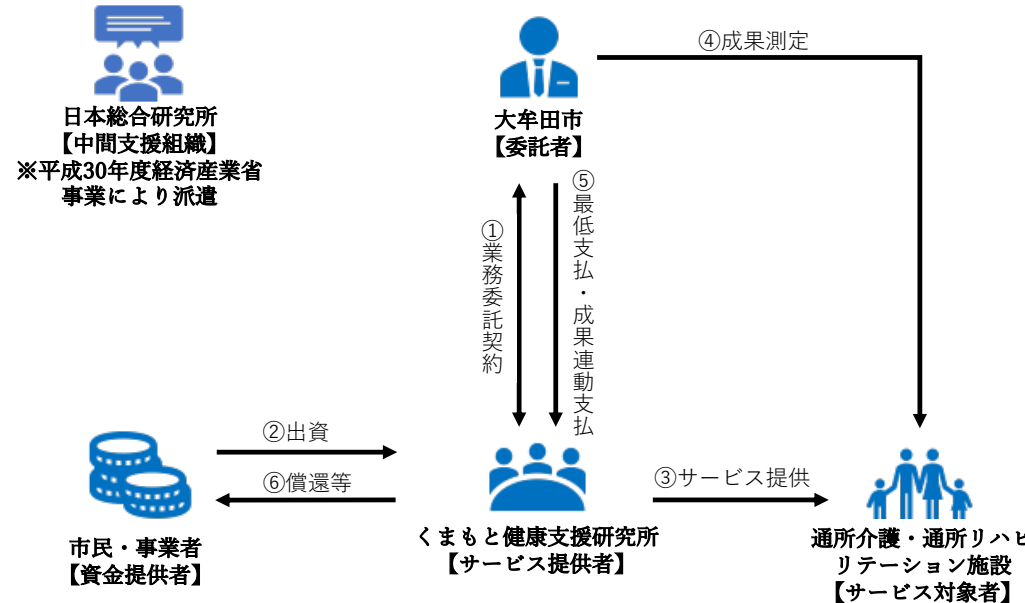 日本総合研究所
【中間支援組織】
※平成30年度経済産業省
事業により派遣
大牟田市
【委託者】
④成果測定
①業務委託契約
⑤最低支払・成果連動支払
②出資
⑥償還等
③サービス提供
市民・事業者
【資金提供者】
くまもと健康支援研究所
【サービス提供者】
通所介護・通所リハビ
リテーション施設
【サービス対象者】